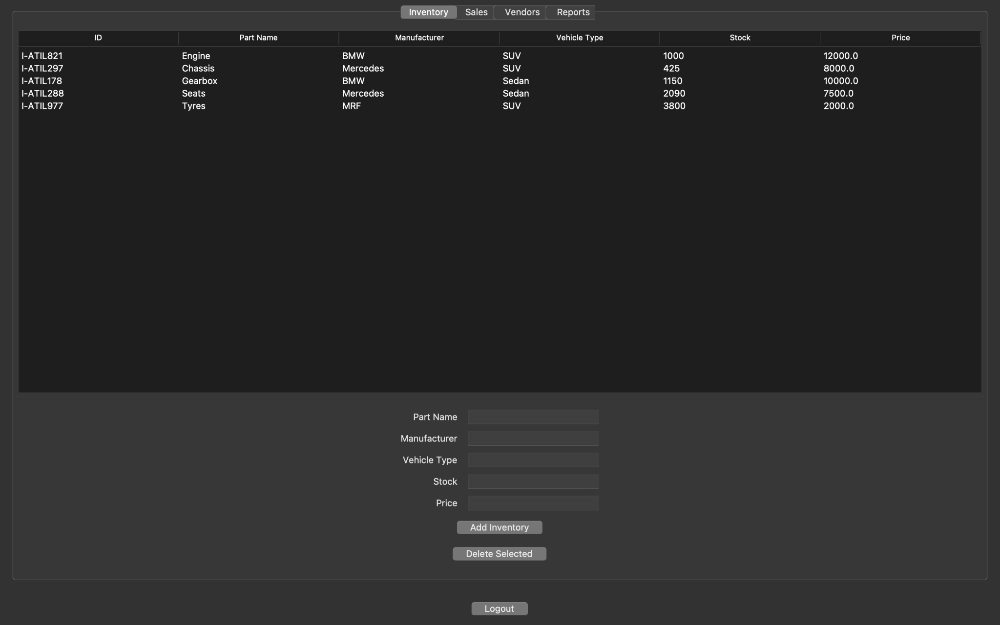 Inventory Sales Vendors Reports
ID Part Name Manufacturer Vehicle Type Stock Price
I-ATIL821 Engine BMW SUV 1000 12000.0
I-ATIL297 Chassis Mercedes SUV 425 8000.0
I-ATIL178 Gearbox BMW Sedan 1150 10000.0
I-ATIL288 Seats Mercedes Sedan 2090 7500.0
I-ATIL977 Tyres MRF SUV 3800 2000.0
Part Name
Manufacturer
Vehicle Type
Stock
Price
Add Inventory
Delete Selected
Logout